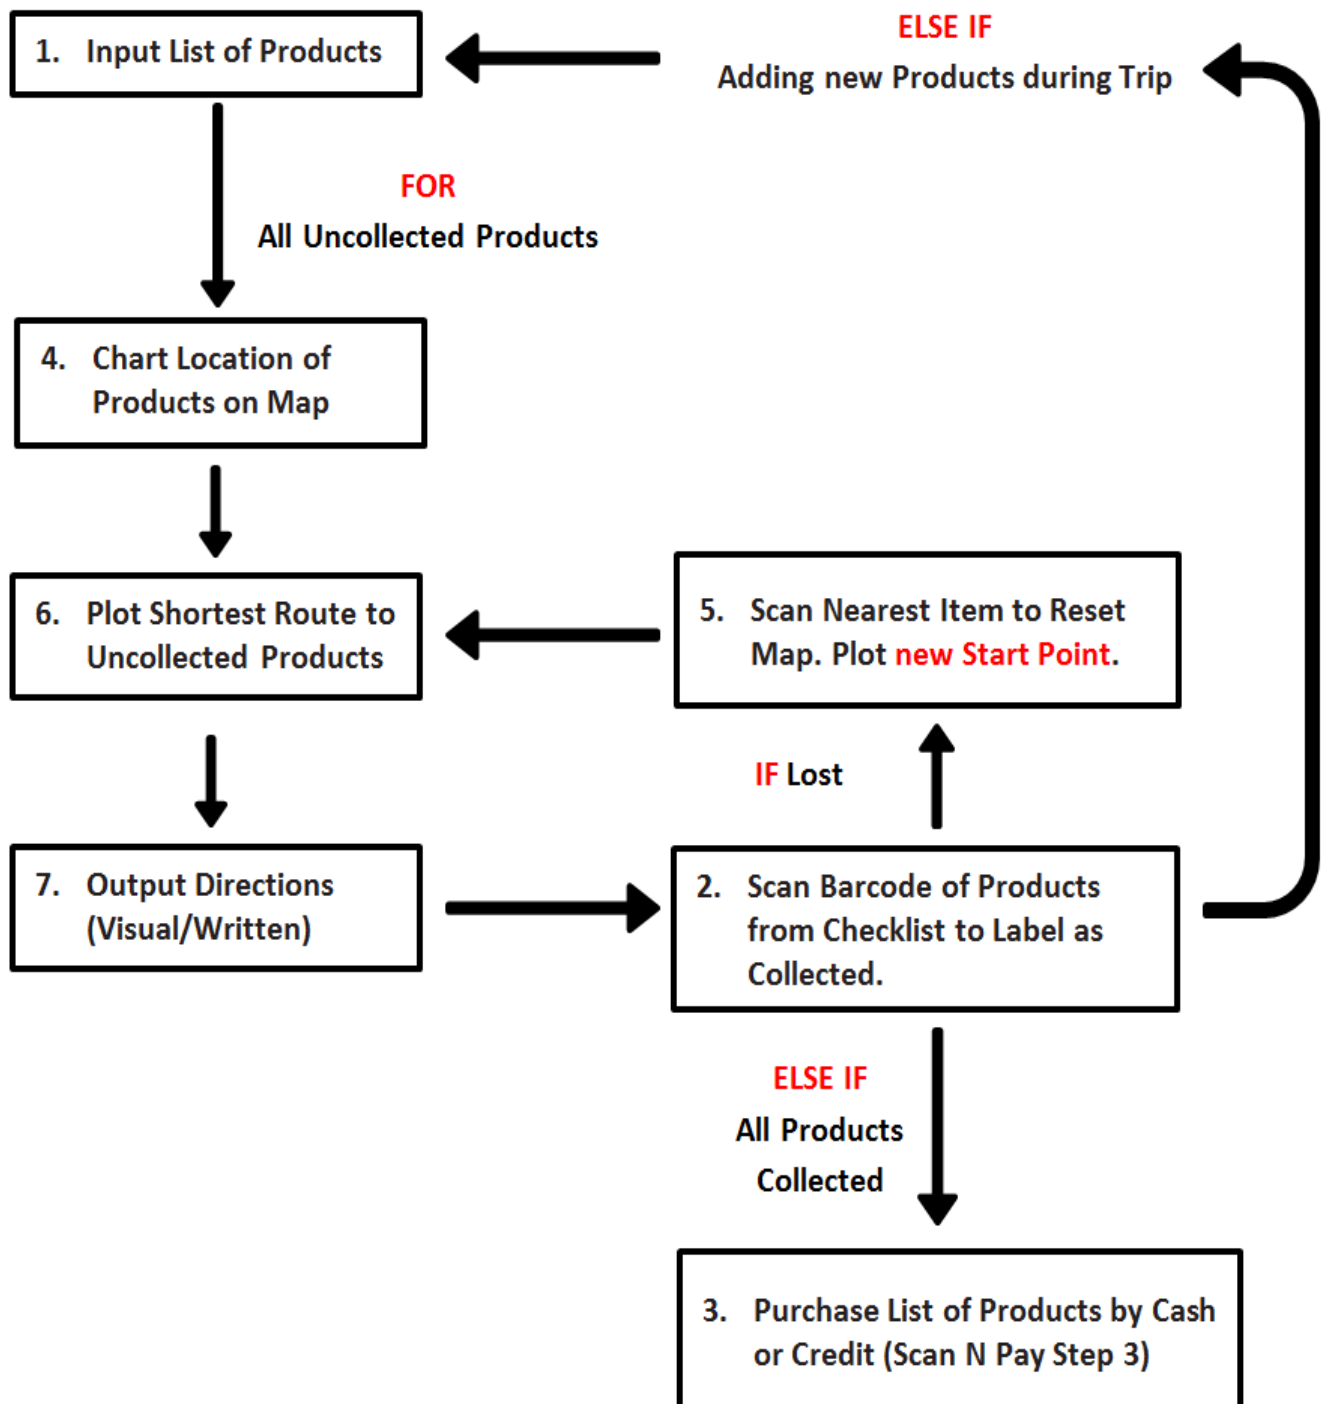 1. Input List of Products
ELSE IF
Adding new Products during Trip
FOR
All Uncollected Products
4. Chart Location of
Products on Map
6. Plot Shortest Route to
Uncollected Products
5. Scan Nearest Item to Reset
Map. Plot new Start Point.
IF Lost
7. Output Directions
(Visual/Written)
2. Scan Barcode of Products
from Checklist to Label as
Collected.
ELSE IF
All Products
Collected
3. Purchase List of Products by Cash
or Credit (Scan N Pay Step 3)